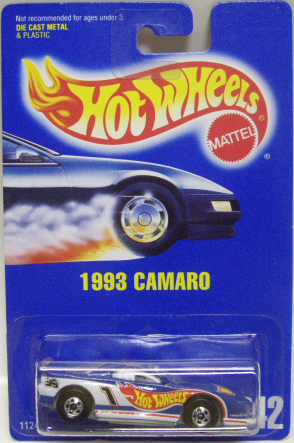 Not recommended for ages under 3.
DIE CAST METAL
& PLASTIC.
HOT WHEELS
®
MATTEL
®
1993 CAMARO
1
HOT WHEELS
112
42